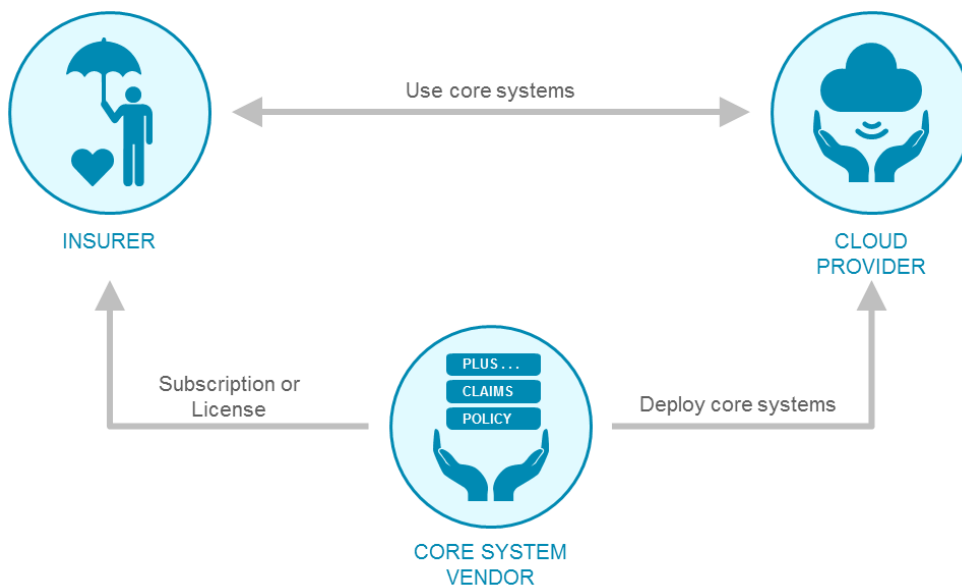 Use core systems
INSURER
CLOUD
PROVIDER
PLUS...
CLAIMS
POLICY
Subscription or
License
Deploy core systems
CORE SYSTEM
VENDOR